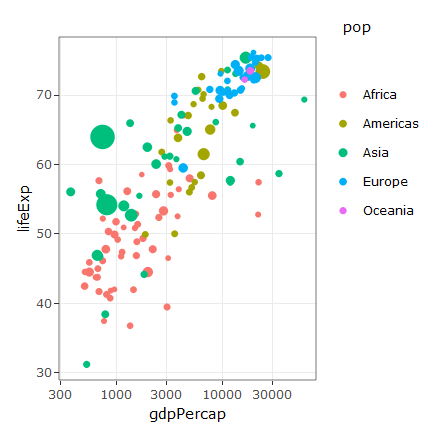 pop
Africa
Americas
Asia
Europe
Oceania
lifeExp
70
60
50
40
30
300
1000
3000
10000
30000
gdpPercap